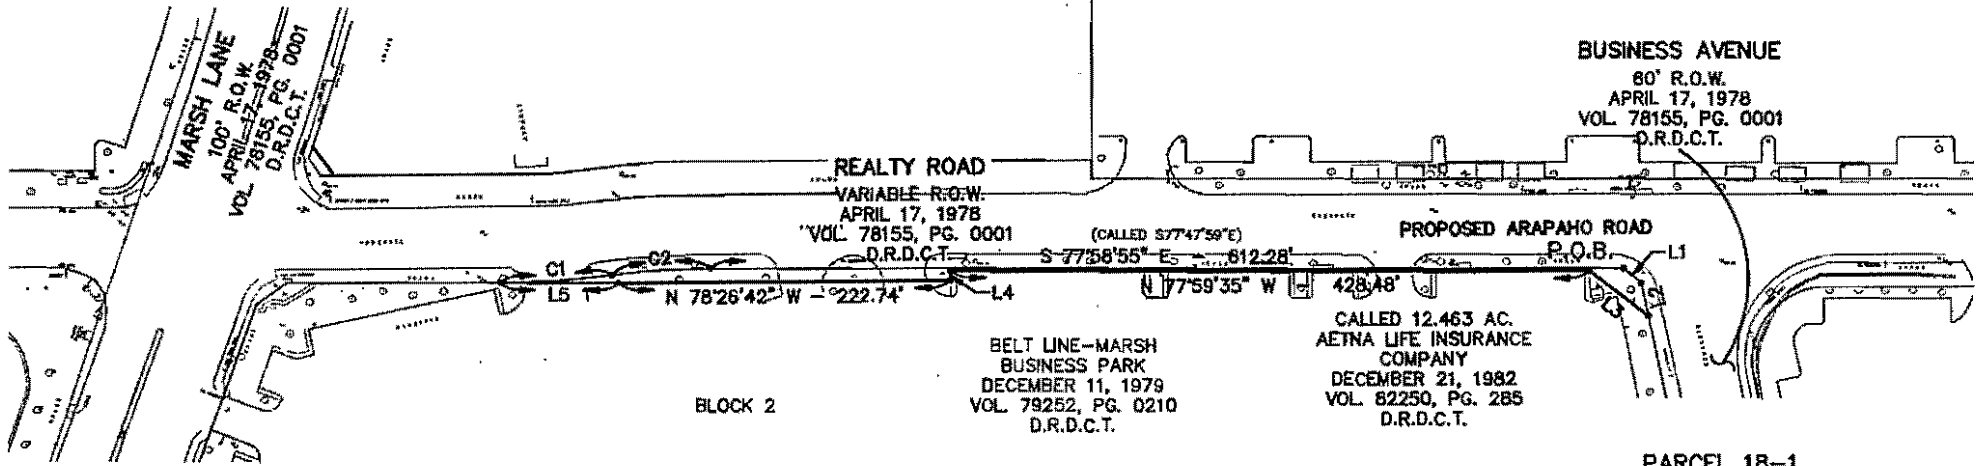 MARSH LANE
100' R.O.W.
APRIL 17, 1978
VOL. 78155, PG. 0001
D.R.D.C.T.
BUSINESS AVENUE
60' R.O.W.
APRIL 17, 1978
VOL. 78155, PG. 0001
D.R.D.C.T.
REALTY ROAD
VARIABLE R.O.W.
APRIL 17, 1978
VOL. 78155, PG. 0001
D.R.D.C.T.
(CALLED S77°47'59"E)
S 77°58'55" E 612.28'
PROPOSED ARAPAHO ROAD
P.O.B.
L1
L3
C1
C2
L5
N 78°26'42" W - 222.74'
L4
N 77°59'35" W 428.48'
BELT LINE-MARSH
BUSINESS PARK
DECEMBER 11, 1979
VOL. 79252, PG. 0210
D.R.D.C.T.
CALLED 12.463 AC.
AETNA LIFE INSURANCE
COMPANY
DECEMBER 21, 1982
VOL. 82250, PG. 285
D.R.D.C.T.
BLOCK 2
PARCEL 18-1